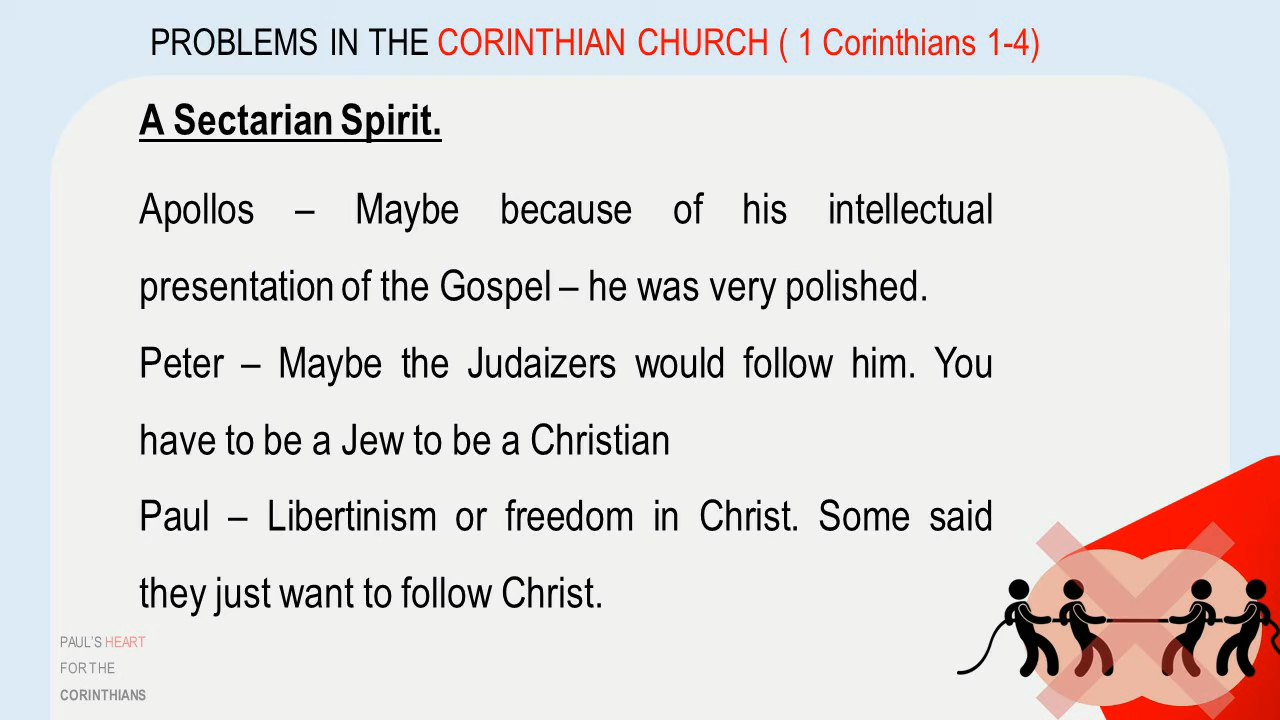 PROBLEMS IN THE CORINTHIAN CHURCH ( 1 Corinthians 1-4)
A Sectarian Spirit.
Apollos – Maybe because of his intellectual
presentation of the Gospel – he was very polished.
Peter – Maybe the Judaizers would follow him. You
have to be a Jew to be a Christian
Paul – Libertinism or freedom in Christ. Some said
they just want to follow Christ.
PAUL'S HEART
FOR THE
CORINTHIANS